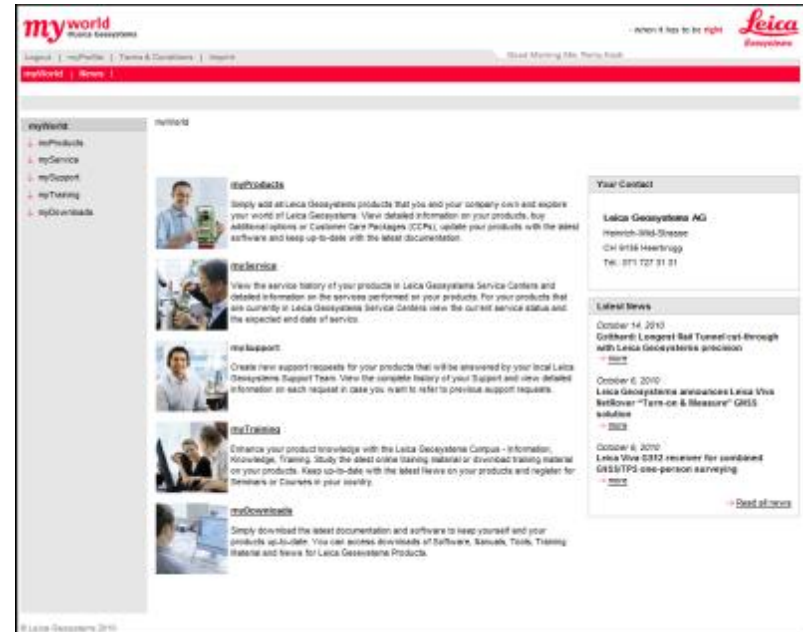 myworld
@Leica Geosystems
- when it has to be right
Leica
Geosystems
Logout | myProfile | Terms & Conditions | Imprint
Good Morning Mr.
myWorld | News |
myWorld
myWorld
myProducts
myService
mySupport
myTraining
myDownloads
myProducts
Simply add all Leica Geosystems products that you and your company own and explore
your world of Leica Geosystems. View detailed information on your products, buy
additional options or Customer Care Packages (CCPs), update your products with the latest
software and keep up-to-date with the latest documentation.
myService
View the service history of your products in Leica Geosystems Service Centers and
detailed information on the services performed on your products. For your products that
are currently in Leica Geosystems Service Centers view the current service status and
the expected end date of service.
mySupport
Create new support requests for your products that will be answered by your local Leica
Geosystems Support Team. View the complete history of your Support and view detailed
information on each request in case you want to refer to previous support requests.
myTraining
Enhance your product knowledge with the Leica Geosystems Campus - Information,
Knowledge, Training. Study the latest online training material or download training material
on your products. Keep up-to-date with the latest News on your products and register for
Seminars or Courses in your country.
myDownloads
Simply download the latest documentation and software to keep yourself and your
products up-to-date. You can access downloads of Software, Manuals, Tools, Training
Material and News for Leica Geosystems Products.
Your Contact
Leica Geosystems AG
Heinrich-Wild-Strasse
CH 9435 Heerbrugg
Tel.: 071 727 31 31
Latest News
October 14, 2010
Gotthard: Longest Rail Tunnel cut-through
with Leica Geosystems precision
→ more
October 6, 2010
Leica Geosystems announces Leica Viva
NetRover "Turn-on & Measure" GNSS
solution
→ more
October 6, 2010
Leica Viva GS12 receiver for combined
GNSS/TPS one-person surveying
→ more
→ Read all news
© Leica Geosystems 2010